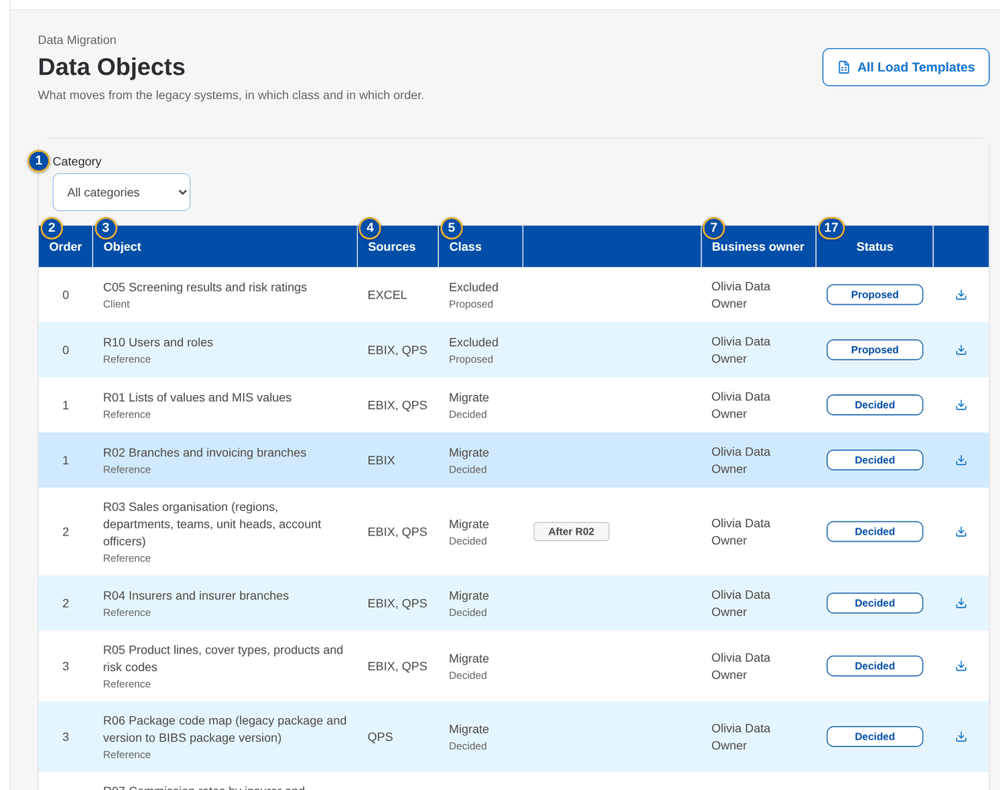 Data Migration
Data Objects
All Load Templates
What moves from the legacy systems, in which class and in which order.
1 Category
All categories
2 3 4 5 7 17
Order Object Sources Class Business owner Status
0 C05 Screening results and risk ratings EXCEL Excluded Olivia Data Owner Proposed
Client Proposed
0 R10 Users and roles EBIX, QPS Excluded Olivia Data Owner Proposed
Reference Proposed
1 R01 Lists of values and MIS values EBIX, QPS Migrate Olivia Data Owner Decided
Reference Decided
1 R02 Branches and invoicing branches EBIX Migrate Olivia Data Owner Decided
Reference Decided
2 R03 Sales organisation (regions,
departments, teams, unit heads, account
officers) EBIX, QPS Migrate After R02 Olivia Data Owner Decided
Reference Decided
2 R04 Insurers and insurer branches EBIX, QPS Migrate Olivia Data Owner Decided
Reference Decided
3 R05 Product lines, cover types, products and
risk codes EBIX, QPS Migrate Olivia Data Owner Decided
Reference Decided
3 R06 Package code map (legacy package and
version to BIBS package version) QPS Migrate Olivia Data Owner Decided
Reference Decided
R07 Commission rates by insurer and